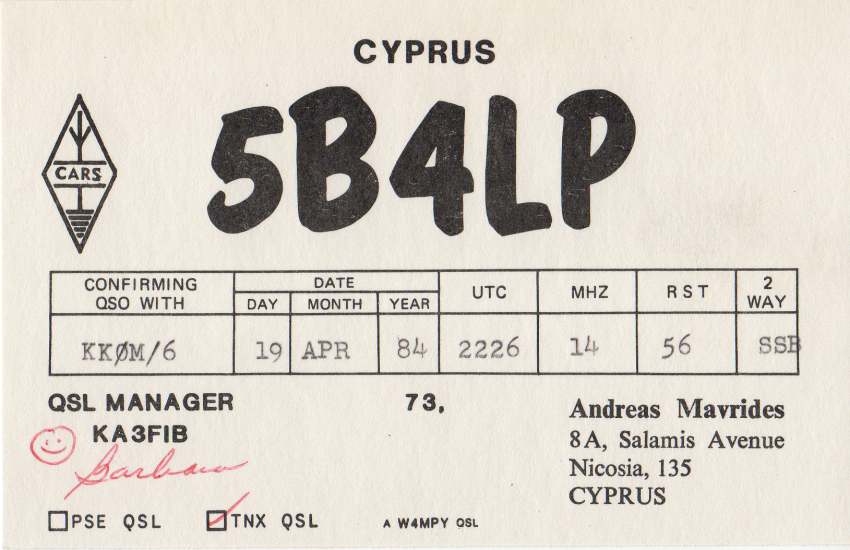 CYPRUS
5B4LP
CARS
CONFIRMING QSO WITH DATE DAY MONTH YEAR UTC MHZ RST 2 WAY
KKØM/6 19 APR 84 2226 14 56 SSB
QSL MANAGER 73,
KA3FIB
Barbara
Andreas Mavrides
8A, Salamis Avenue
Nicosia, 135
CYPRUS
PSE QSL TNX QSL A W4MPY QSL